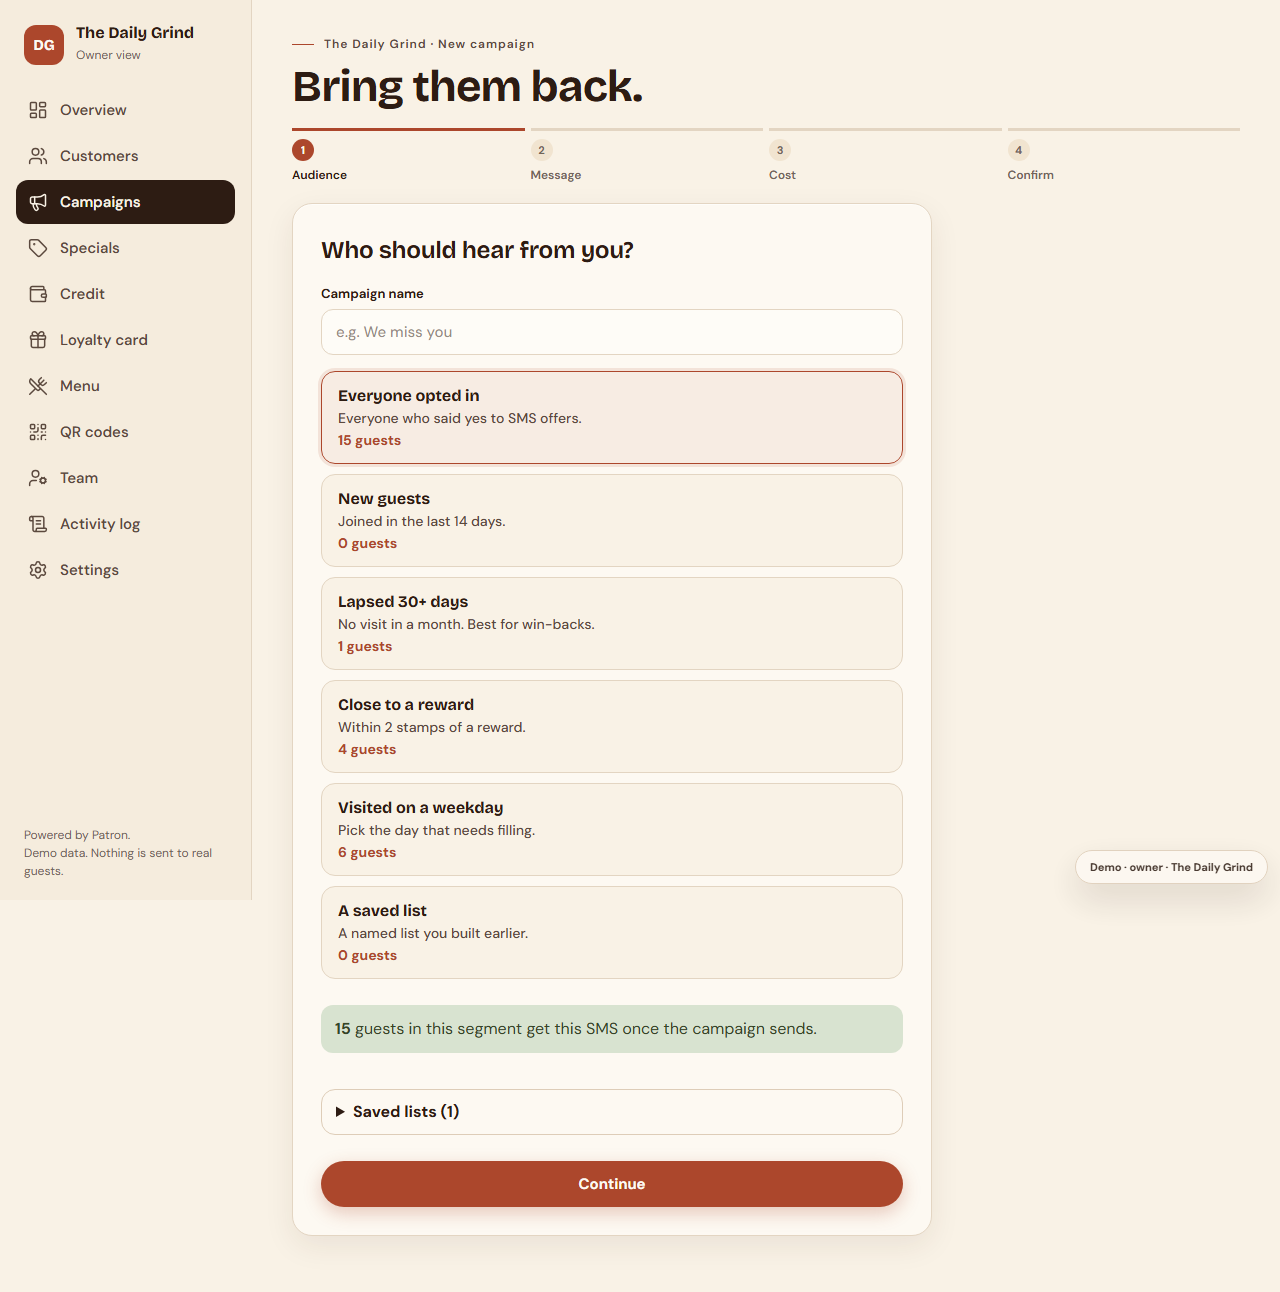 DG
The Daily Grind
Owner view
Overview
Customers
Campaigns
Specials
Credit
Loyalty card
Menu
QR codes
Team
Activity log
Settings
Powered by Patron.
Demo data. Nothing is sent to real
guests.
The Daily Grind · New campaign
Bring them back.
1
Audience
2
Message
3
Cost
4
Confirm
Who should hear from you?
Campaign name
e.g. We miss you
Everyone opted in
Everyone who said yes to SMS offers.
15 guests
New guests
Joined in the last 14 days.
0 guests
Lapsed 30+ days
No visit in a month. Best for win-backs.
1 guests
Close to a reward
Within 2 stamps of a reward.
4 guests
Visited on a weekday
Pick the day that needs filling.
6 guests
A saved list
A named list you built earlier.
0 guests
15 guests in this segment get this SMS once the campaign sends.
Saved lists (1)
Continue
Demo · owner · The Daily Grind